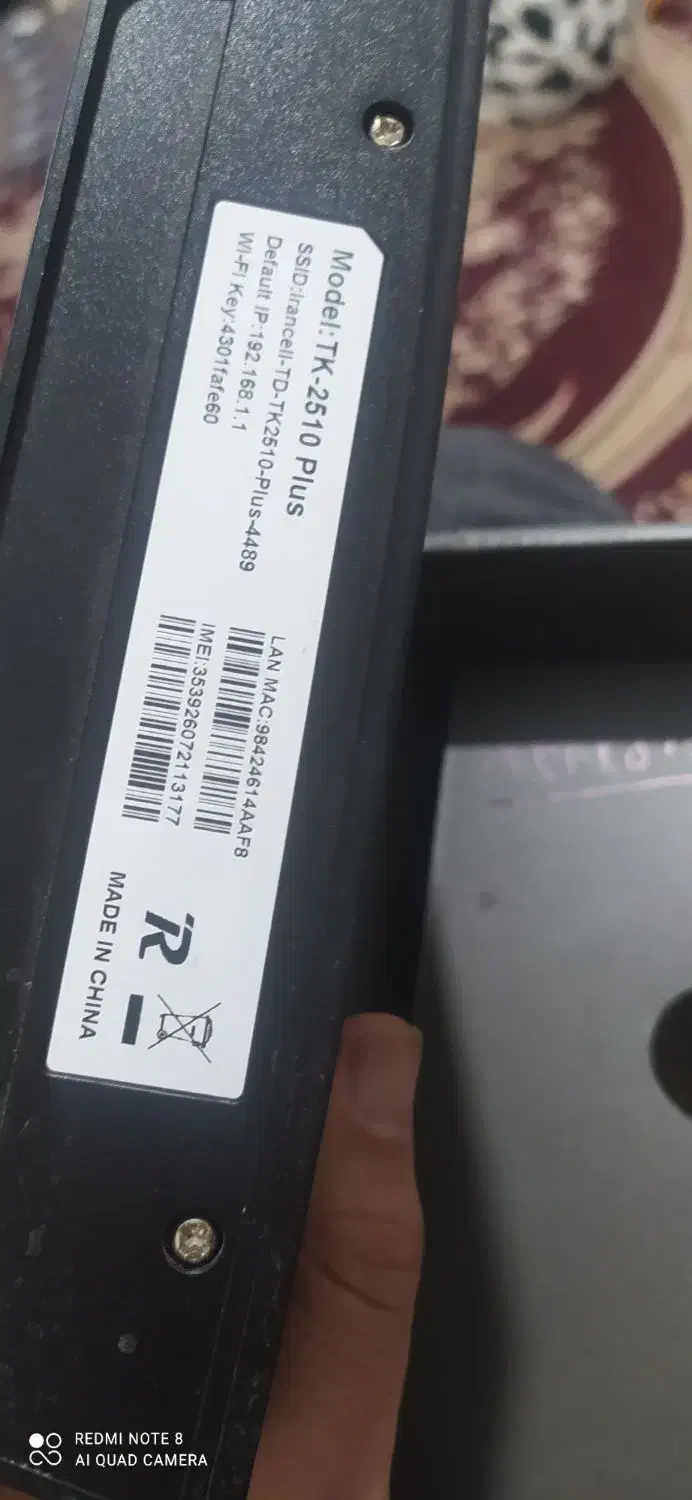 Model: TK-2510 Plus
SSID:Irancell-TD-TK2510-Plus-4489
Default IP:192.168.1.1
Wi-Fi Key:4301fafe60
LAN MAC:98424614AAF8
IMEI:353926072113177
MADE IN CHINA
REDMI NOTE 8
AI QUAD CAMERA